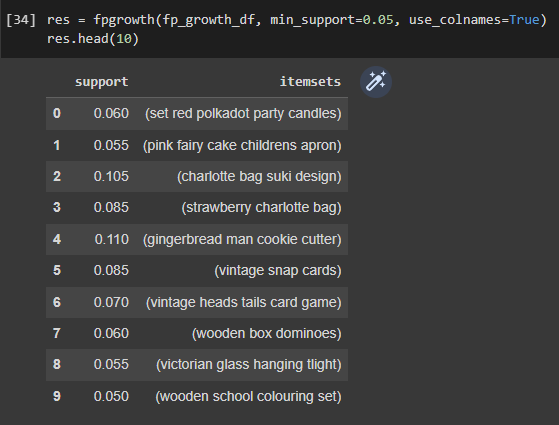 [34] res = fpgrowth(fp_growth_df, min_support=0.05, use_colnames=True)
res.head(10)
support itemsets
0 0.060 (set red polkadot party candles)
1 0.055 (pink fairy cake childrens apron)
2 0.105 (charlotte bag suki design)
3 0.085 (strawberry charlotte bag)
4 0.110 (gingerbread man cookie cutter)
5 0.085 (vintage snap cards)
6 0.070 (vintage heads tails card game)
7 0.060 (wooden box dominoes)
8 0.055 (victorian glass hanging tlight)
9 0.050 (wooden school colouring set)